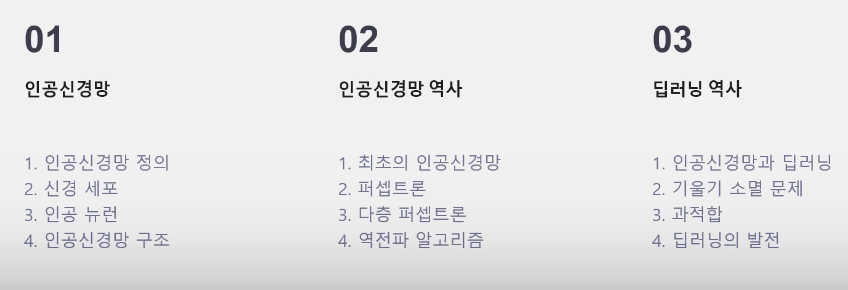 01
인공신경망
1. 인공신경망 정의
2. 신경 세포
3. 인공 뉴런
4. 인공신경망 구조
02
인공신경망 역사
1. 최초의 인공신경망
2. 퍼셉트론
3. 다층 퍼셉트론
4. 역전파 알고리즘
03
딥러닝 역사
1. 인공신경망과 딥러닝
2. 기울기 소멸 문제
3. 과적합
4. 딥러닝의 발전